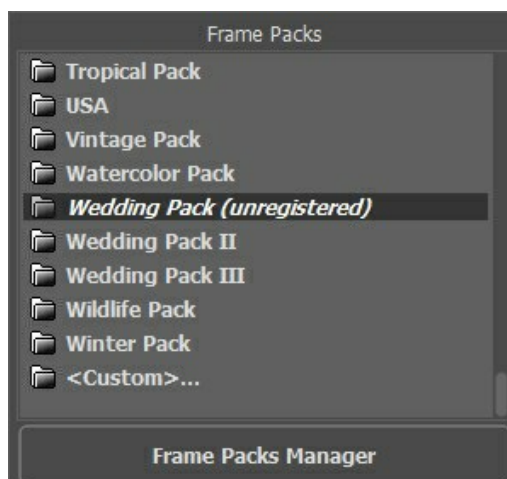 Frame Packs
Tropical Pack
USA
Vintage Pack
Watercolor Pack
Wedding Pack (unregistered)
Wedding Pack II
Wedding Pack III
Wildlife Pack
Winter Pack
<Custom>...
Frame Packs Manager